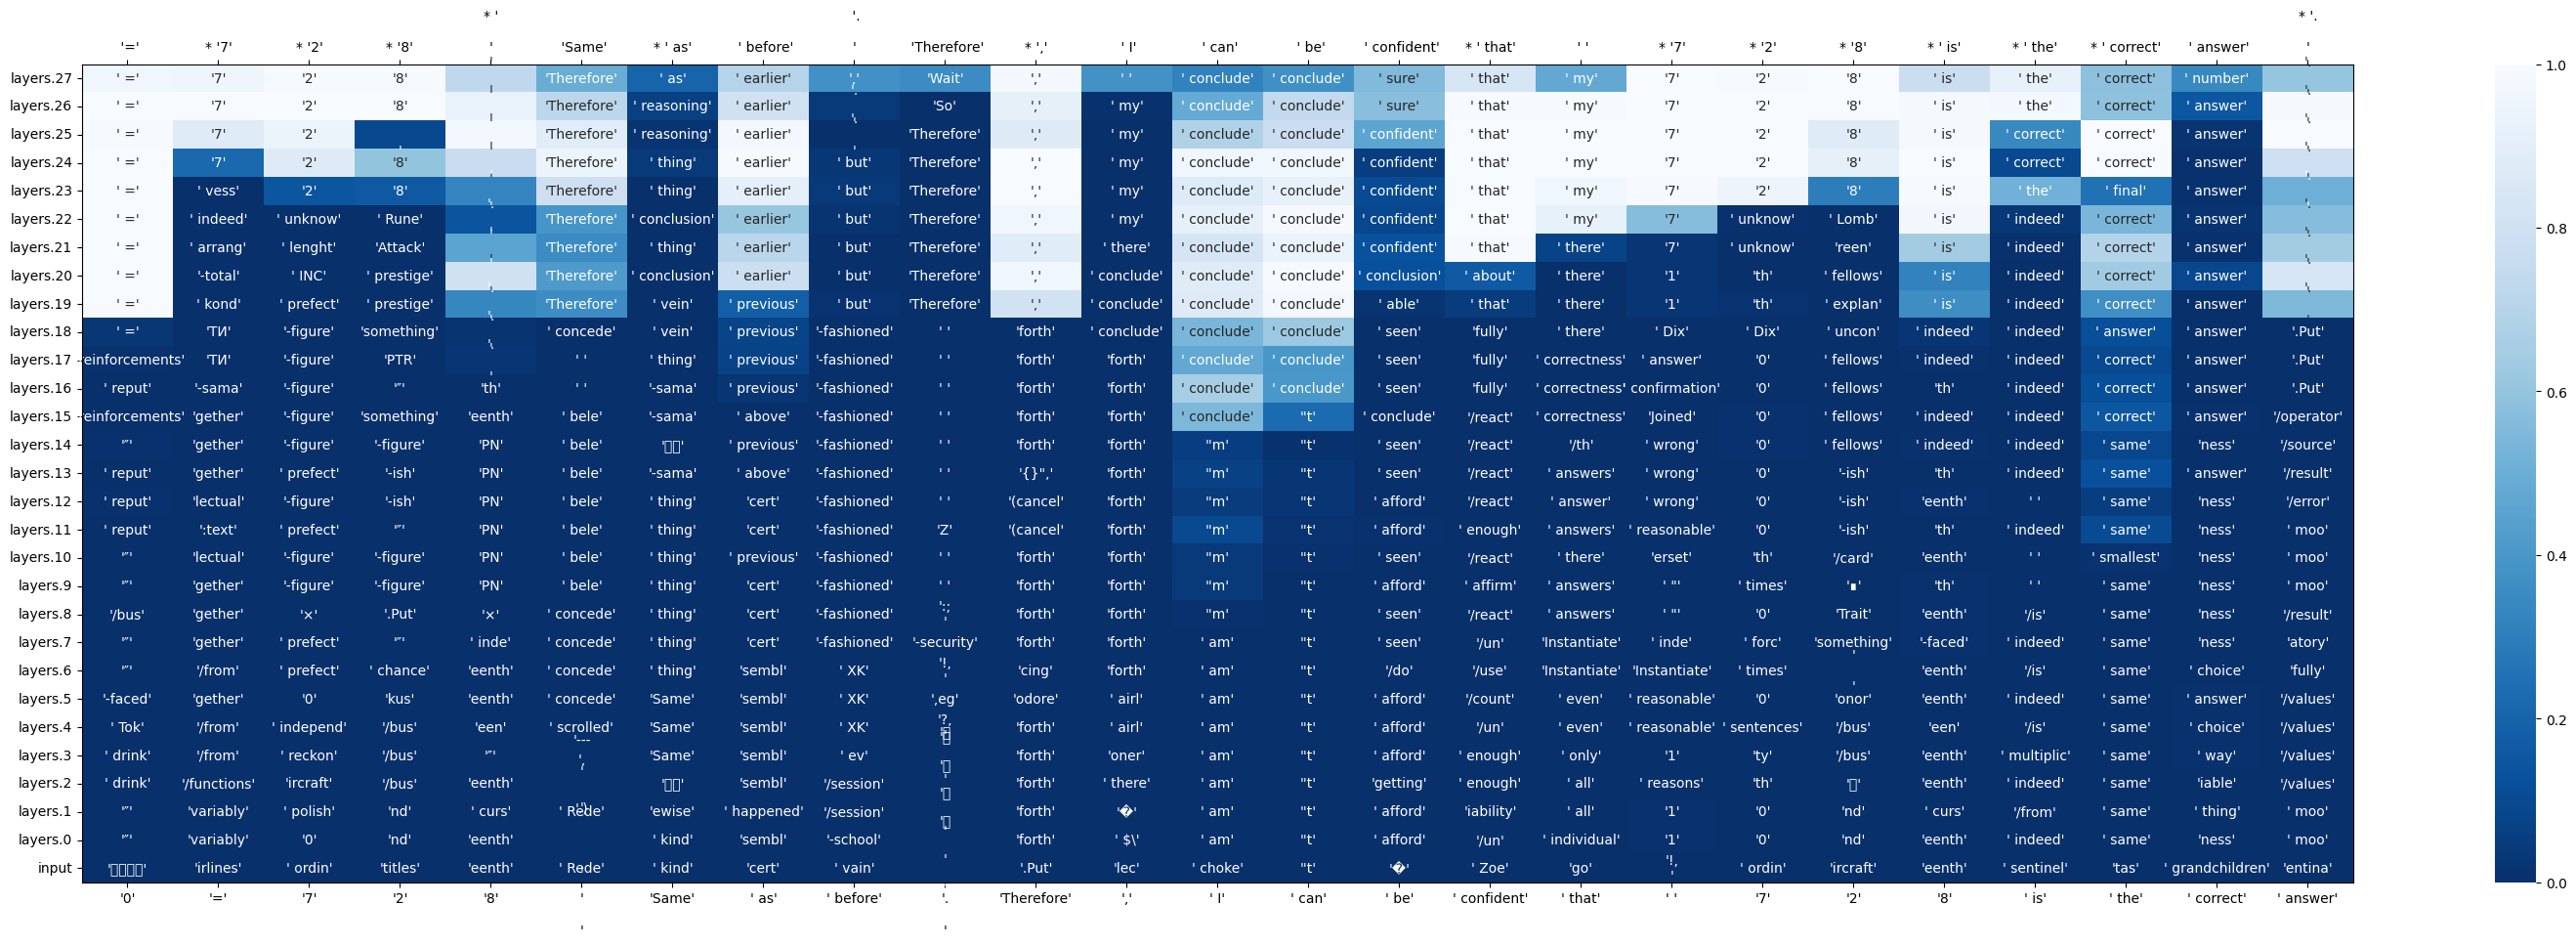 * ' '. * '.
'=' * '7' * '2' * '8' ' 'Same' * ' as' ' before' ' 'Therefore' * ',' ' I' ' can' ' be' ' confident' * ' that' ' ' * '7' * '2' * '8' * ' is' * ' the' * ' correct' ' answer' '
layers.27 ' =' '7' '2' '8' 'Therefore' ' as' ' earlier' 'Wait' ',' ' ' ' conclude' ' conclude' ' sure' ' that' ' my' '7' '2' '8' ' is' ' the' ' correct' ' number' 1.0
layers.26 ' =' '7' '2' '8' 'Therefore' ' reasoning' ' earlier' 'So' ',' ' my' ' conclude' ' conclude' ' sure' ' that' ' my' '7' '2' '8' ' is' ' the' ' correct' ' answer'
layers.25 ' =' '7' '2' 'Therefore' ' reasoning' ' earlier' 'Therefore' ',' ' my' ' conclude' ' conclude' ' confident' ' that' ' my' '7' '2' '8' ' is' ' correct' ' correct' ' answer'
layers.24 ' =' '7' '2' '8' 'Therefore' ' thing' ' earlier' ' but' 'Therefore' ',' ' my' ' conclude' ' conclude' ' confident' ' that' ' my' '7' '2' '8' ' is' ' correct' ' correct' ' answer'
layers.23 ' =' ' vess' '2' '8' 'Therefore' ' thing' ' earlier' ' but' 'Therefore' ',' ' my' ' conclude' ' conclude' ' confident' ' that' ' my' '7' '2' '8' ' is' ' the' ' final' ' answer' 0.8
layers.22 ' =' ' indeed' ' unknow' ' Rune' 'Therefore' ' conclusion' ' earlier' ' but' 'Therefore' ',' ' my' ' conclude' ' conclude' ' confident' ' that' ' my' '7' ' unknow' ' Lomb' ' is' ' indeed' ' correct' ' answer'
layers.21 ' =' ' arrang' ' lenght' 'Attack' 'Therefore' ' thing' ' earlier' ' but' 'Therefore' ',' ' there' ' conclude' ' conclude' ' confident' ' that' ' there' '7' ' unknow' 'reen' ' is' ' indeed' ' correct' ' answer'
layers.20 ' =' '-total' ' INC' ' prestige' 'Therefore' ' conclusion' ' earlier' ' but' 'Therefore' ',' ' conclude' ' conclude' ' conclude' ' conclusion' ' about' ' there' '1' 'th' ' fellows' ' is' ' indeed' ' correct' ' answer'
layers.19 ' =' ' kond' ' prefect' ' prestige' 'Therefore' ' vein' ' previous' ' but' 'Therefore' ',' ' conclude' ' conclude' ' conclude' ' able' ' that' ' there' '1' 'th' ' explan' ' is' ' indeed' ' correct' ' answer'
layers.18 ' =' 'ТИ' '-figure' 'something' ' concede' ' vein' ' previous' '-fashioned' ' ' 'forth' ' conclude' ' conclude' ' conclude' ' seen' 'fully' ' there' ' Dix' ' Dix' ' uncon' ' indeed' ' indeed' ' answer' ' answer' '.Put'
layers.17 -reinforcements' 'ТИ' '-figure' 'PTR' ' ' ' thing' ' previous' '-fashioned' ' ' 'forth' 'forth' ' conclude' ' conclude' ' seen' 'fully' ' correctness' ' answer' '0' ' fellows' ' indeed' ' indeed' ' correct' ' answer' '.Put' 0.6
layers.16 ' reput' '-sama' '-figure' '"' 'th' ' ' '-sama' ' previous' '-fashioned' ' ' 'forth' 'forth' ' conclude' ' conclude' ' seen' 'fully' ' correctness' confirmation' '0' ' fellows' 'th' ' indeed' ' correct' ' answer' '.Put'
layers.15 -reinforcements' 'gether' '-figure' 'something' 'eenth' ' bele' '-sama' ' above' '-fashioned' ' ' 'forth' 'forth' ' conclude' "'t' ' conclude' '/react' ' correctness' 'Joined' '0' ' fellows' ' indeed' ' indeed' ' correct' ' answer' '/operator'
layers.14 '"' 'gether' '-figure' '-figure' 'PN' ' bele' ' previous' '-fashioned' ' ' 'forth' 'forth' "'m' "'t' ' seen' '/react' '/th' ' wrong' '0' ' fellows' ' indeed' ' indeed' ' same' 'ness' '/source'
layers.13 ' reput' 'gether' ' prefect' '-ish' 'PN' ' bele' '-sama' ' above' '-fashioned' ' ' '{}",' 'forth' "'m' "'t' ' seen' '/react' ' answers' ' wrong' '0' '-ish' 'th' ' indeed' ' same' ' answer' '/result'
layers.12 ' reput' 'lectual' '-figure' '-ish' 'PN' ' bele' ' thing' 'cert' '-fashioned' ' ' '(cancel' 'forth' "'m' "'t' ' afford' '/react' ' answer' ' wrong' '0' '-ish' 'eenth' ' ' ' same' 'ness' '/error'
layers.11 ' reput' ':text' ' prefect' '"' 'PN' ' bele' ' thing' 'cert' '-fashioned' 'Z' '(cancel' 'forth' "'m' "'t' ' afford' ' enough' ' answers' ' reasonable' '0' '-ish' 'th' ' indeed' ' same' 'ness' ' moo'
layers.10 '"' 'lectual' '-figure' '-figure' 'PN' ' bele' ' thing' ' previous' '-fashioned' ' ' 'forth' 'forth' "'m' "'t' ' seen' '/react' ' there' 'erset' 'th' '/card' 'eenth' ' ' ' smallest' 'ness' ' moo' 0.4
layers.9 '"' 'gether' '-figure' '-figure' 'PN' ' bele' ' thing' 'cert' '-fashioned' ' ' 'forth' 'forth' "'m' "'t' ' afford' ' affirm' ' answers' ' "' ' times' 'th' ' ' ' same' 'ness' ' moo'
layers.8 '/bus' 'gether' '×' '.Put' '×' ' concede' ' thing' 'cert' '-fashioned' 'forth' 'forth' "'m' "'t' ' seen' '/react' ' answers' ' "' '0' 'Trait' 'eenth' '/is' ' same' 'ness' '/result'
layers.7 '"' 'gether' ' prefect' '"' ' inde' ' concede' ' thing' 'cert' '-fashioned' '-security' 'forth' 'forth' ' am' "'t' ' seen' '/un' 'Instantiate' ' inde' ' forc' 'something' '-faced' ' indeed' ' same' 'ness' 'atory'
layers.6 '"' '/from' ' prefect' ' chance' 'eenth' ' concede' ' thing' 'sembl' ' XK' 'cing' 'forth' ' am' "'t' '/do' '/use' 'Instantiate' 'Instantiate' ' times' 'eenth' '/is' ' same' ' choice' 'fully'
layers.5 '-faced' 'gether' '0' 'kus' 'eenth' ' concede' 'Same' 'sembl' ' XK' ',eg' 'odore' ' airl' ' am' "'t' ' afford' '/count' ' even' ' reasonable' '0' 'onor' 'eenth' ' indeed' ' same' ' answer' '/values' 0.2
layers.4 ' Tok' '/from' ' independ' '/bus' 'een' ' scrolled' 'Same' 'sembl' ' XK' 'forth' ' airl' ' am' "'t' ' afford' '/un' ' even' ' reasonable' ' sentences' '/bus' 'een' '/is' ' same' ' choice' '/values'
layers.3 ' drink' '/from' ' reckon' '/bus' '"' '--- 'Same' 'sembl' ' ev' 'forth' 'oner' ' am' "'t' ' afford' ' enough' ' only' '1' 'ty' '/bus' 'eenth' ' multiplic' ' same' ' way' '/values'
layers.2 ' drink' '/functions' 'ircraft' '/bus' 'eenth' 'sembl' '/session' 'forth' ' there' ' am' "'t' 'getting' ' enough' ' all' ' reasons' 'th' 'eenth' ' indeed' ' same' 'iable' '/values'
layers.1 '"' 'variably' ' polish' 'nd' ' curs' ' Rede' 'ewise' ' happened' '/session' 'forth' '�' ' am' "'t' ' afford' 'iability' ' all' '1' '0' 'nd' ' curs' '/from' ' same' ' thing' ' moo'
layers.0 '"' 'variably' '0' 'nd' 'eenth' ' kind' 'sembl' '-school' 'forth' ' $\' ' am' "'t' ' afford' '/un' ' individual' '1' '0' 'nd' 'eenth' ' indeed' ' same' 'ness' ' moo'
input 'irlines' ' ordin' 'titles' 'eenth' ' Rede' ' kind' 'cert' ' vain' '.Put' 'lec' ' choke' "'t' '�' ' Zoe' 'go' ' ordin' 'ircraft' 'eenth' ' sentinel' 'tas' ' grandchildren' 'entina' 0.0
'0' '=' '7' '2' '8' ' 'Same' ' as' ' before' '. 'Therefore' ',' ' I' ' can' ' be' ' confident' ' that' ' ' '7' '2' '8' ' is' ' the' ' correct' ' answer'
' '